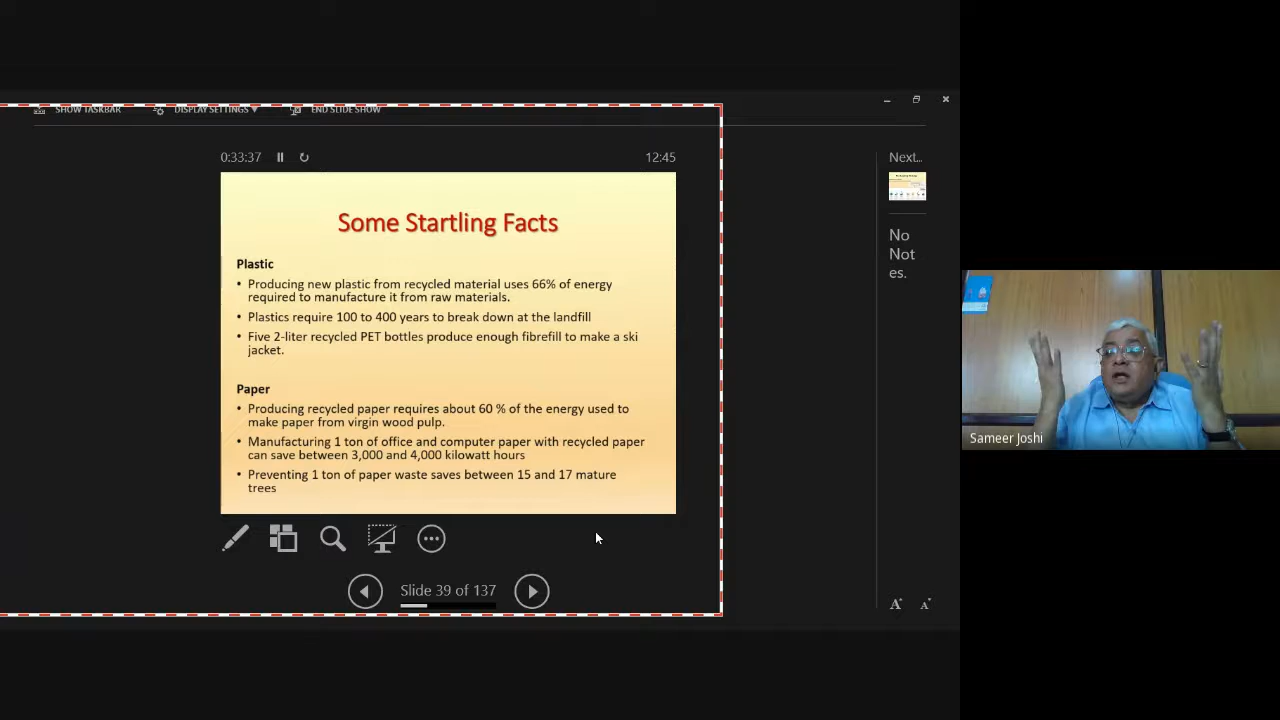 SHOW TASKBAR DISPLAY SETTINGS END SLIDE SHOW
0:33:37 12:45
Next...
Some Startling Facts
Plastic
• Producing new plastic from recycled material uses 66% of energy
required to manufacture it from raw materials.
• Plastics require 100 to 400 years to break down at the landfill
• Five 2-liter recycled PET bottles produce enough fibrefill to make a ski
jacket.
Paper
• Producing recycled paper requires about 60 % of the energy used to
make paper from virgin wood pulp.
• Manufacturing 1 ton of office and computer paper with recycled paper
can save between 3,000 and 4,000 kilowatt hours
• Preventing 1 ton of paper waste saves between 15 and 17 mature
trees
Slide 39 of 137
No
Not
es.
A A
Sameer Joshi